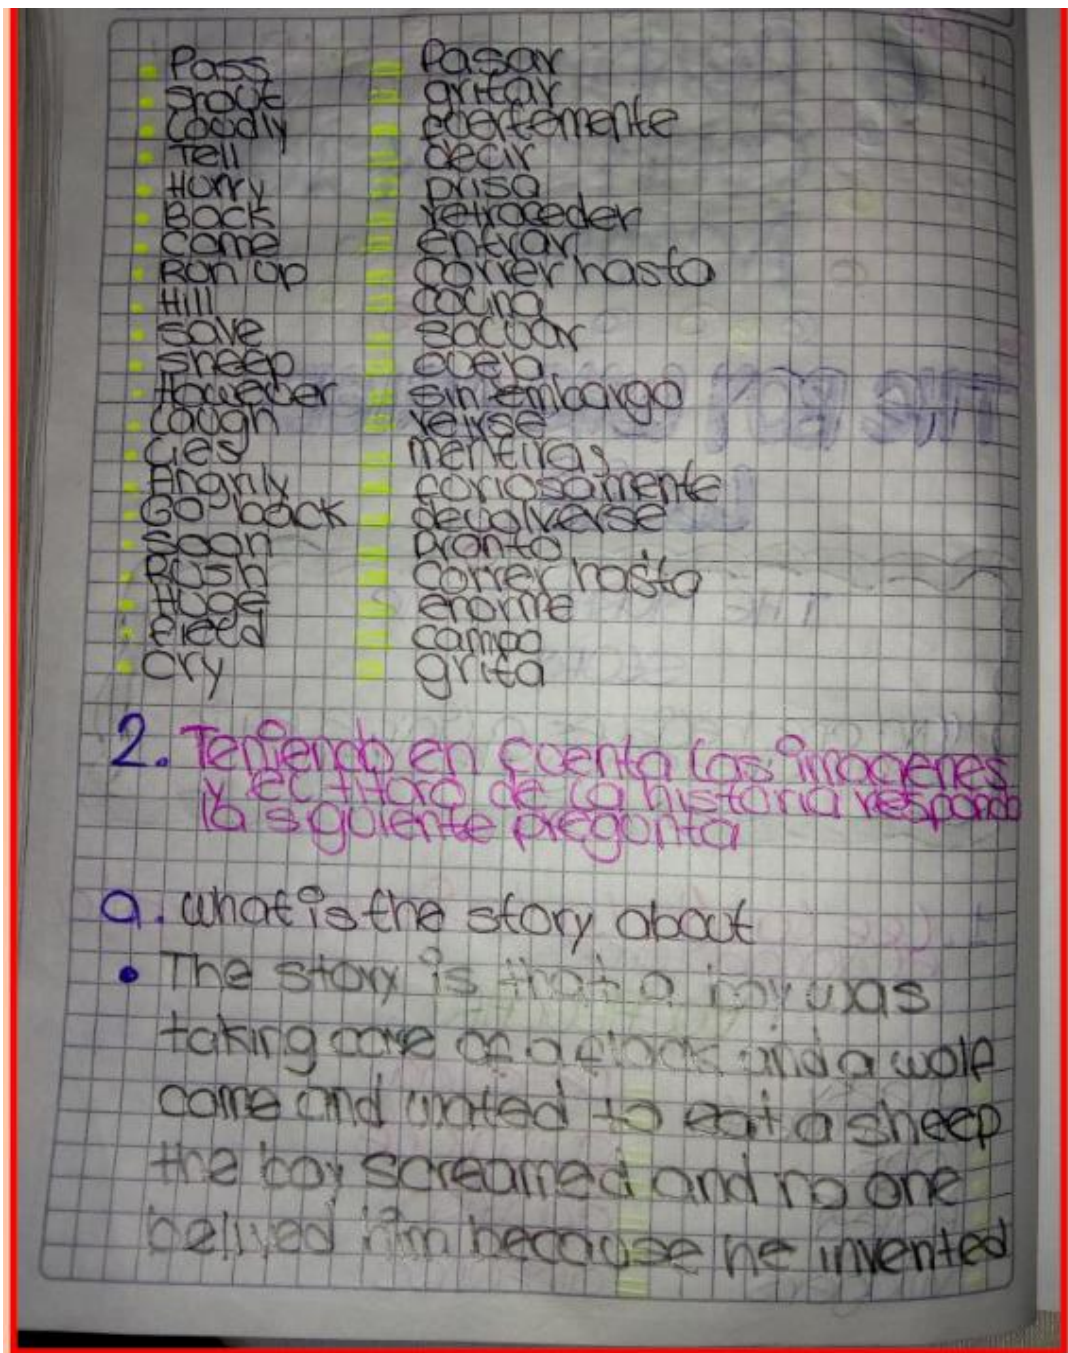 Pass Pasar
Shout gritar
Loudly fuertemente
Tell decir
Hurry prisa
Back retroceder
Come entrar
Run up correr hasta
Hill
Save
Sheep oveja
However sin embargo
Laugh reirse
Lies mentiras
Angrily furiosamente
Go back devolverse
Soon pronto
Rush correr hasta
Huge enorme
Field campo
Cry grita
2. Teniendo en cuenta las imagenes
y el titulo de la historia responda
la siguiente pregunta
a. what is the story about
• The story is that a boy was
taking care of a flock and a wolf
came and wated to eat a sheep
the boy screamed and no one
belived him because he invented